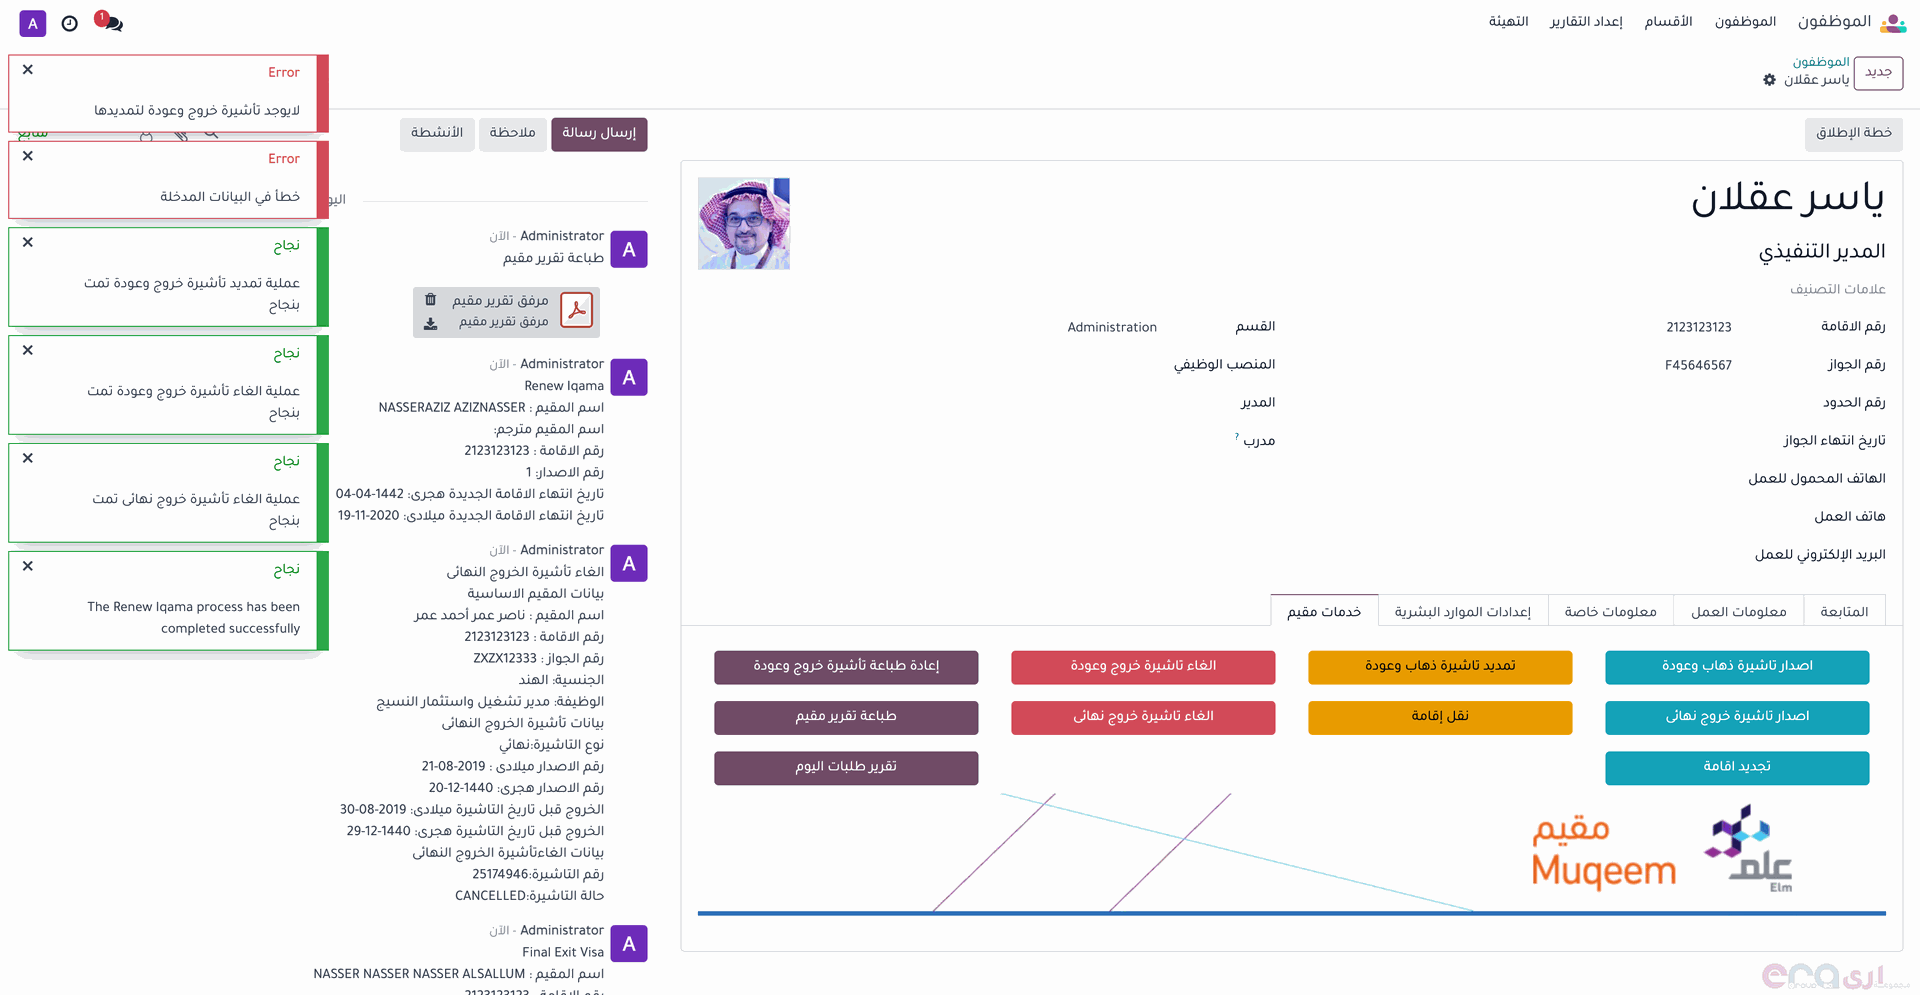 الموظفون
الموظفون
الأقسام
إعداد التقارير
التهيئة
1
A
جديد
الموظفون
ياسر عقلان
خطة الإطلاق
إرسال رسالة
ملاحظة
الأنشطة
متابع
ياسر عقلان
المدير التنفيذي
علامات التصنيف
رقم الاقامة 2123123123
رقم الجواز F45646567
رقم الحدود
تاريخ انتهاء الجواز
الهاتف المحمول للعمل
هاتف العمل
البريد الإلكتروني للعمل
القسم Administration
المنصب الوظيفي
المدير
مدرب ?
المتابعة
معلومات العمل
معلومات خاصة
إعدادات الموارد البشرية
خدمات مقيم
اصدار تاشيرة ذهاب وعودة
تمديد تاشيرة ذهاب وعودة
الغاء تاشيرة خروج وعودة
إعادة طباعة تأشيرة خروج وعودة
اصدار تاشيرة خروج نهائى
نقل إقامة
الغاء تاشيرة خروج نهائى
طباعة تقرير مقيم
تجديد اقامة
تقرير طلبات اليوم
علم
Elm
مقيم
Muqeem
A
Administrator - الآن
طباعة تقرير مقيم
مرفق تقرير مقيم
مرفق تقرير مقيم
A
Administrator - الآن
Renew Iqama
اسم المقيم : NASSERAZIZ AZIZNASSER
اسم المقيم مترجم:
رقم الاقامة : 2123123123
رقم الاصدار: 1
تاريخ انتهاء الاقامة الجديدة هجرى: 1442-04-04
تاريخ انتهاء الاقامة الجديدة ميلادى: 2020-11-19
A
Administrator - الآن
الغاء تأشيرة الخروج النهائى
بيانات المقيم الاساسية
اسم المقيم : ناصر عمر أحمد عمر
رقم الاقامة : 2123123123
رقم الجواز : ZXZX12333
الجنسية: الهند
الوظيفة: مدير تشغيل واستثمار النسيج
بيانات تأشيرة الخروج النهائى
نوع التاشيرة:نهائي
رقم الاصدار ميلادى : 2019-08-21
رقم الاصدار هجرى: 1440-12-20
الخروج قبل تاريخ التاشيرة ميلادى: 2019-08-30
الخروج قبل تاريخ التاشيرة هجرى: 1440-12-29
بيانات الغاءتأشيرة الخروج النهائى
رقم التاشيرة:25174946
حالة التاشيرة:CANCELLED
A
Administrator - الآن
Final Exit Visa
اسم المقيم : NASSER NASSER NASSER ALSALLUM
رقم الاقامة : 2123123123
Error
لايوجد تأشيرة خروج وعودة لتمديدها
Error
خطأ في البيانات المدخلة
نجاح
عملية تمديد تأشيرة خروج وعودة تمت
بنجاح
نجاح
عملية الغاء تأشيرة خروج وعودة تمت
بنجاح
نجاح
عملية الغاء تأشيرة خروج نهائى تمت
بنجاح
نجاح
The Renew Iqama process has been
completed successfully
era ارى